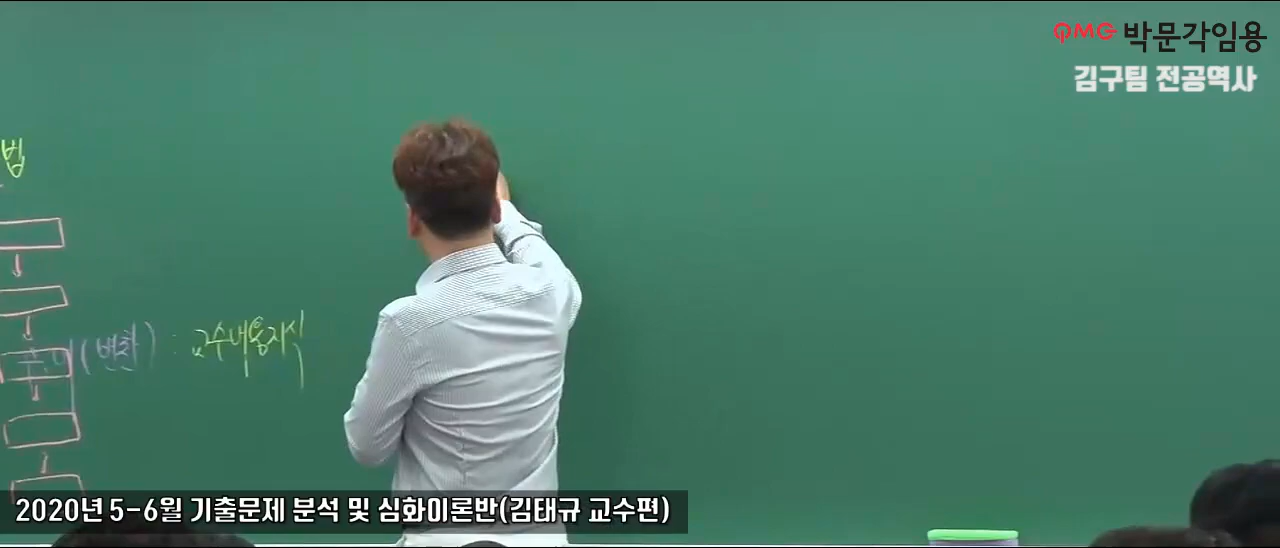 PMG 박문각임용
김구팀 전공역사
법
(변환) : 교수내용지식
2020년 5-6월 기출문제 분석 및 심화이론반(김태규 교수편)